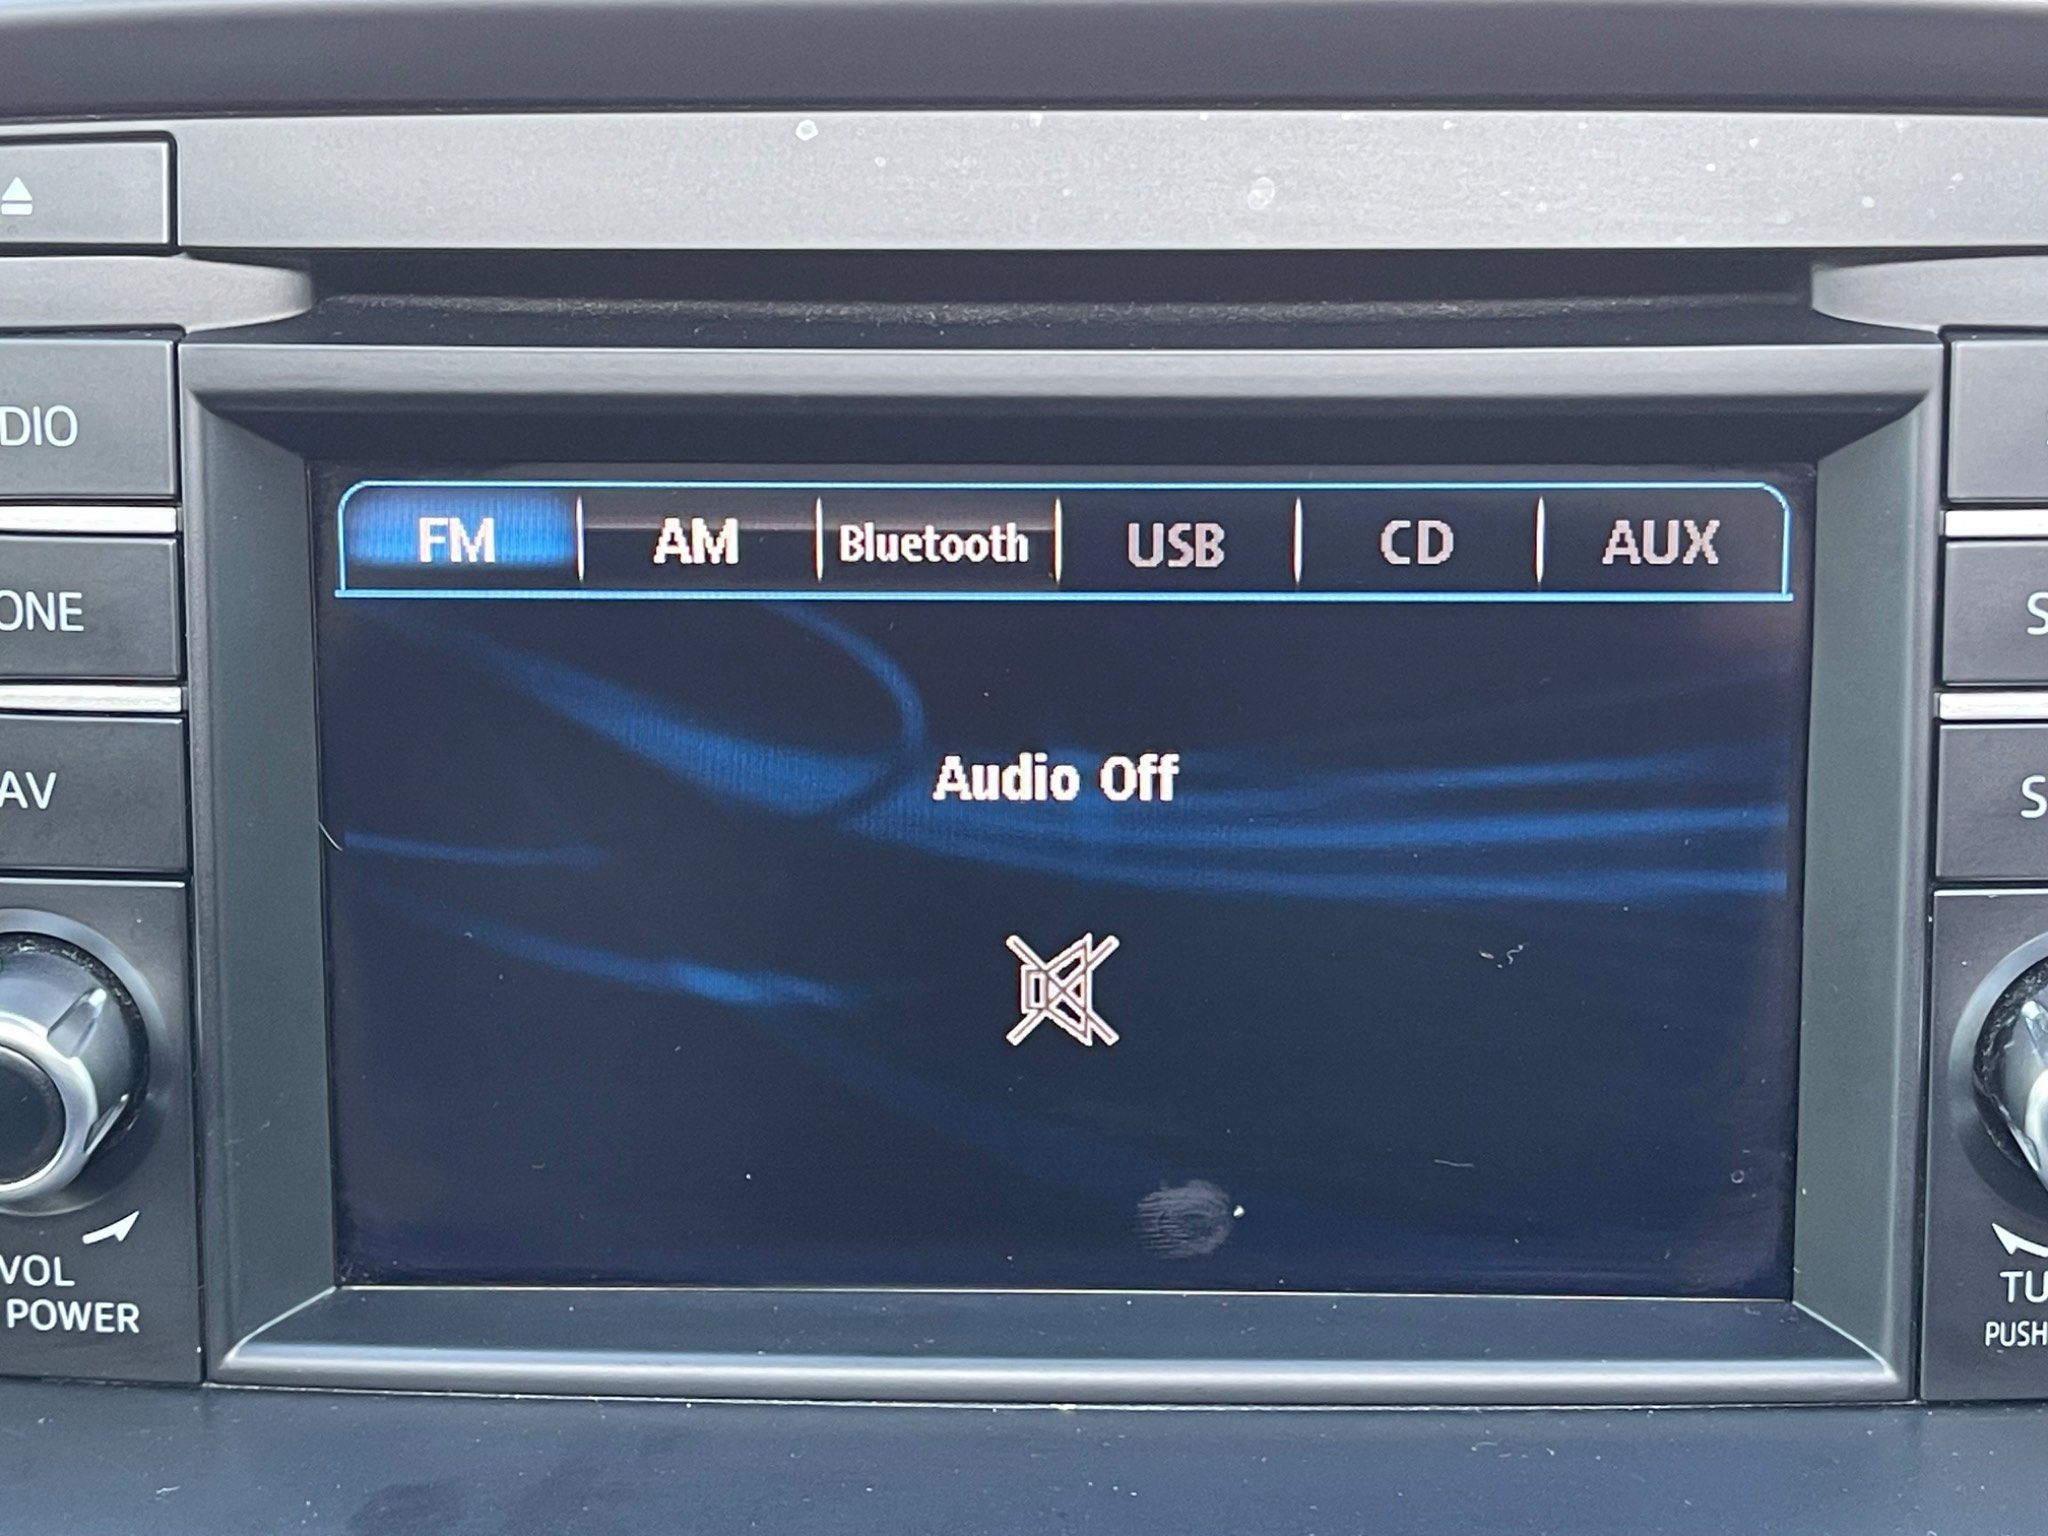 DIO
FM AM Bluetooth USB CD AUX
ONE
S
Audio Off
AV
S
VOL
POWER
TU
PUSH